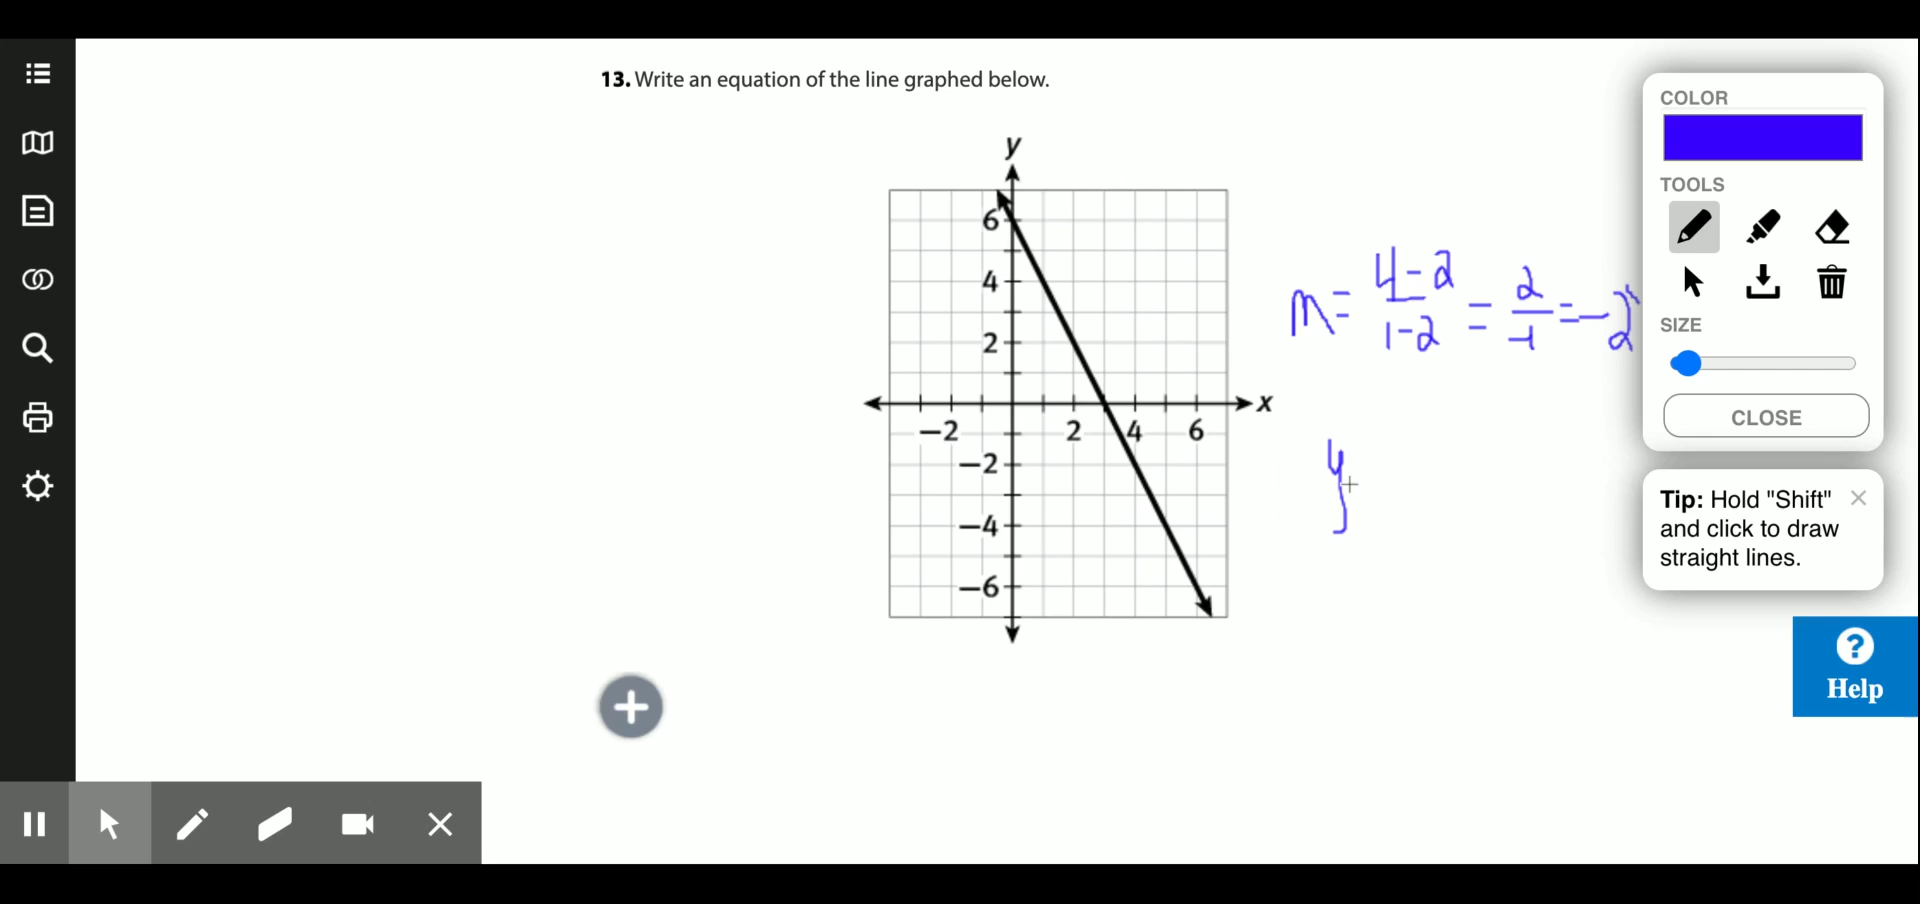 13. Write an equation of the line graphed below.
y
6
4
2
x
−2
2
4
6
−2
−4
−6
m = 4-2/1-2 = 2/-1 = -2
y
COLOR
TOOLS
SIZE
CLOSE
Tip: Hold "Shift"
and click to draw
straight lines.
?
Help